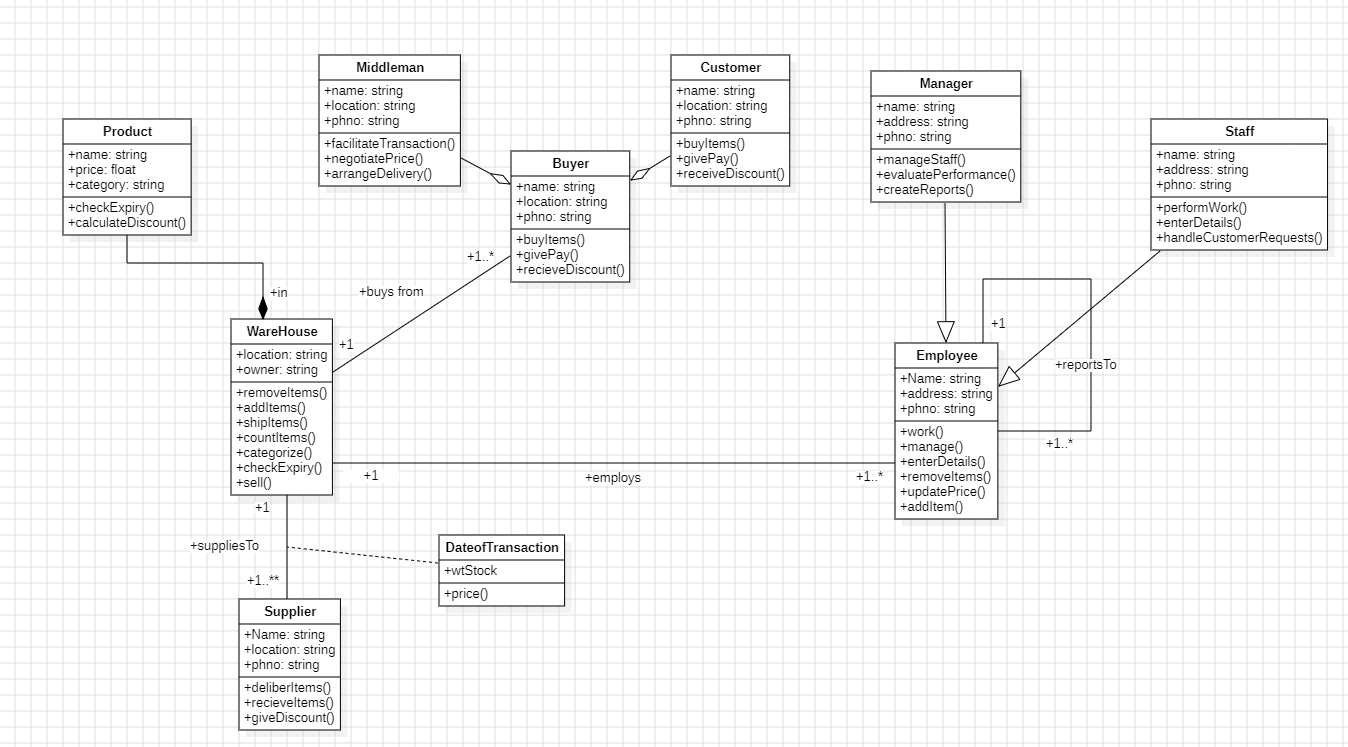 Middleman
+name: string
+location: string
+phno: string
+facilitateTransaction()
+negotiatePrice()
+arrangeDelivery()
Customer
+name: string
+location: string
+phno: string
+buyItems()
+givePay()
+receiveDiscount()
Manager
+name: string
+address: string
+phno: string
+manageStaff()
+evaluatePerformance()
+createReports()
Product
+name: string
+price: float
+category: string
+checkExpiry()
+calculateDiscount()
Staff
+name: string
+address: string
+phno: string
+performWork()
+enterDetails()
+handleCustomerRequests()
Buyer
+name: string
+location: string
+phno: string
+buyItems()
+givePay()
+recieveDiscount()
+1..*
+buys from
+1
+in
WareHouse
+location: string
+owner: string
+removeItems()
+addItems()
+shipItems()
+countItems()
+categorize()
+checkExpiry()
+sell()
+1
Employee
+Name: string
+address: string
+phno: string
+work()
+manage()
+enterDetails()
+removeItems()
+updatePrice()
+addItem()
+reportsTo
+1..*
+1
+employs
+1..*
+1
+suppliesTo
+1..**
DateofTransaction
+wtStock
+price()
Supplier
+Name: string
+location: string
+phno: string
+deliberItems()
+recieveItems()
+giveDiscount()